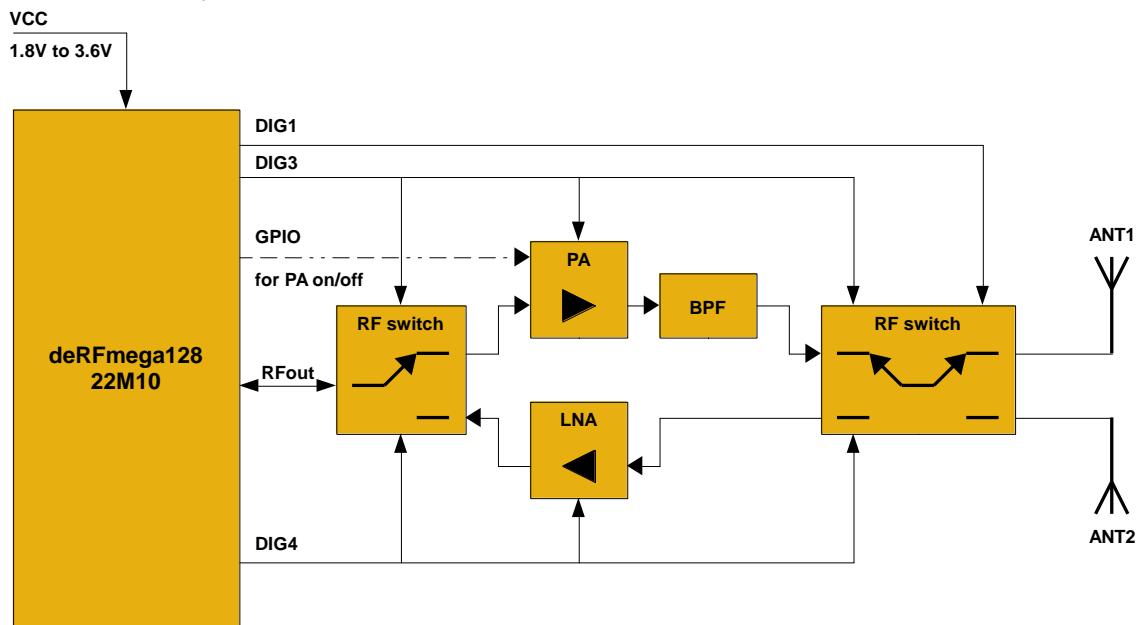 VCC
1.8V to 3.6V
DIG1
DIG3
GPIO
for PA on/off
PA
BPF
ANT1
RF switch
RF switch
deRFmega128
22M10
RFout
LNA
DIG4
ANT2